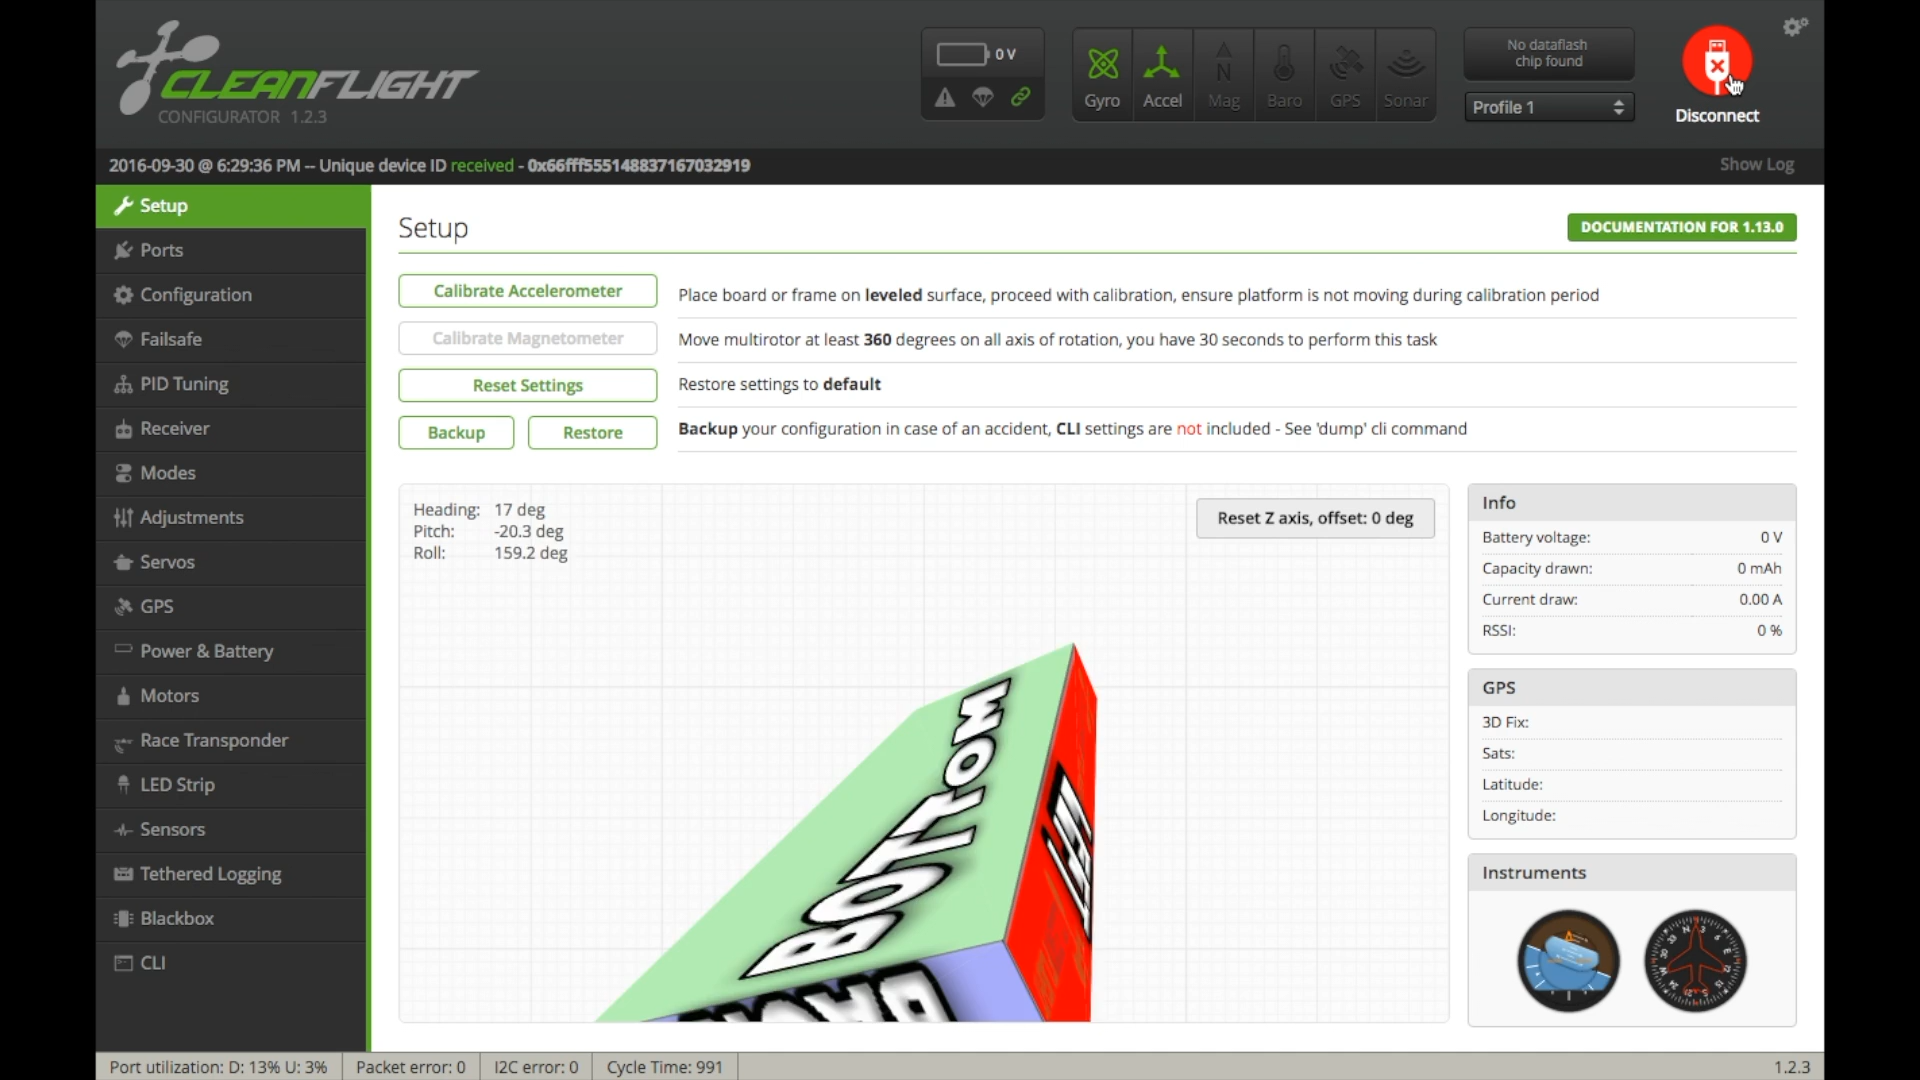 CLEANFLIGHT
CONFIGURATOR 1.2.3
0 V
Gyro
Accel
Mag
Baro
GPS
Sonar
No dataflash
chip found
Profile 1
Disconnect
2016-09-30 @ 6:29:36 PM -- Unique device ID received - 0x66fff555148837167032919
Show Log
Setup
Ports
Configuration
Failsafe
PID Tuning
Receiver
Modes
Adjustments
Servos
GPS
Power & Battery
Motors
Race Transponder
LED Strip
Sensors
Tethered Logging
Blackbox
CLI
Setup
DOCUMENTATION FOR 1.13.0
Calibrate Accelerometer
Place board or frame on leveled surface, proceed with calibration, ensure platform is not moving during calibration period
Calibrate Magnetometer
Move multirotor at least 360 degrees on all axis of rotation, you have 30 seconds to perform this task
Reset Settings
Restore settings to default
Backup
Restore
Backup your configuration in case of an accident, CLI settings are not included - See 'dump' cli command
Heading: 17 deg
Pitch: -20.3 deg
Roll: 159.2 deg
Reset Z axis, offset: 0 deg
BOTToM
Info
Battery voltage: 0 V
Capacity drawn: 0 mAh
Current draw: 0.00 A
RSSI: 0 %
GPS
3D Fix:
Sats:
Latitude:
Longitude:
Instruments
Port utilization: D: 13% U: 3%
Packet error: 0
I2C error: 0
Cycle Time: 991
1.2.3